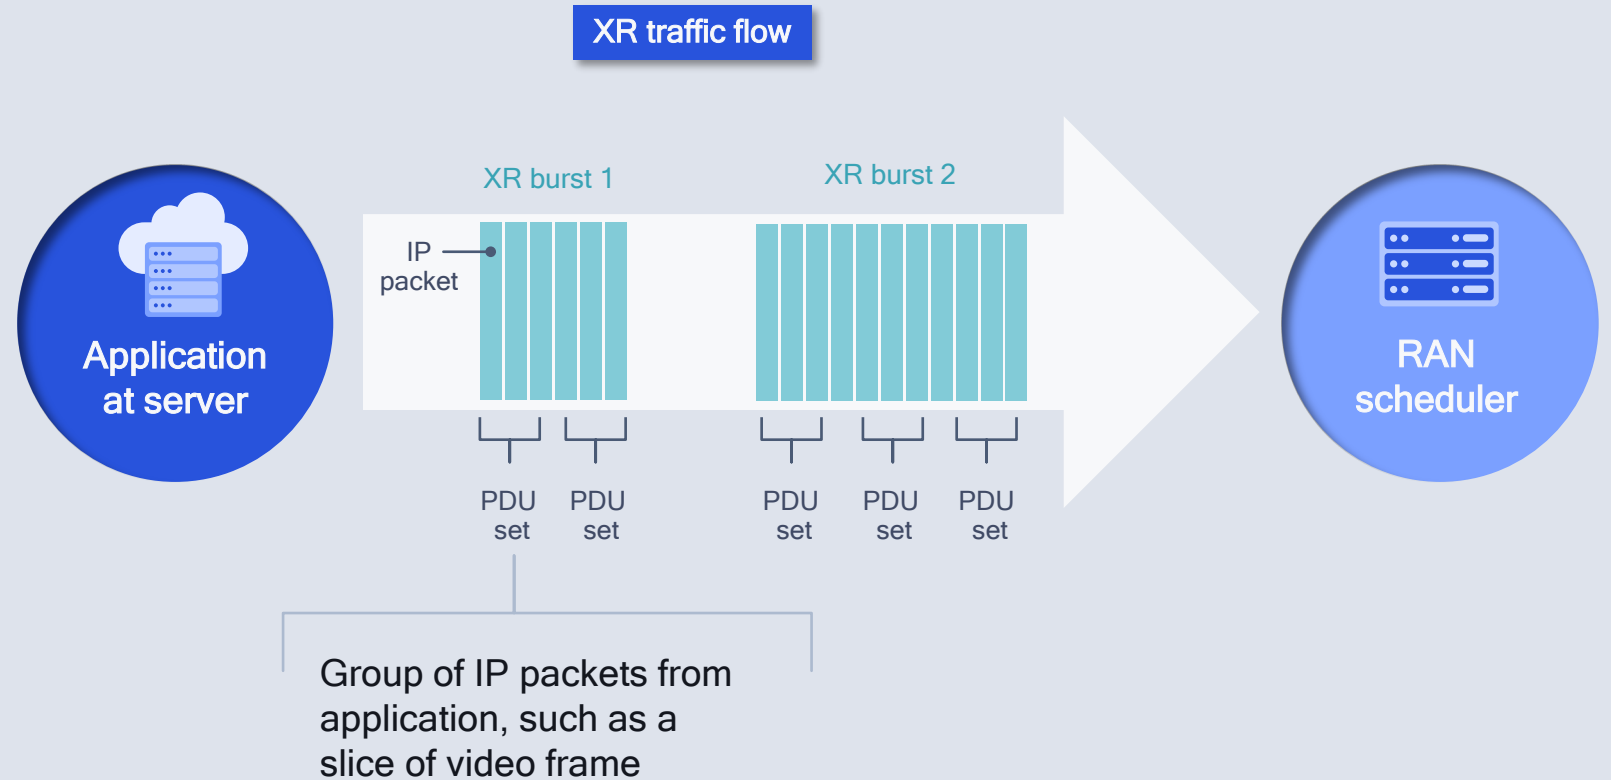 XR traffic flow
XR burst 1
XR burst 2
IP
packet
Application
at server
RAN
scheduler
PDU
set
PDU
set
PDU
set
PDU
set
PDU
set
Group of IP packets from
application, such as a
slice of video frame